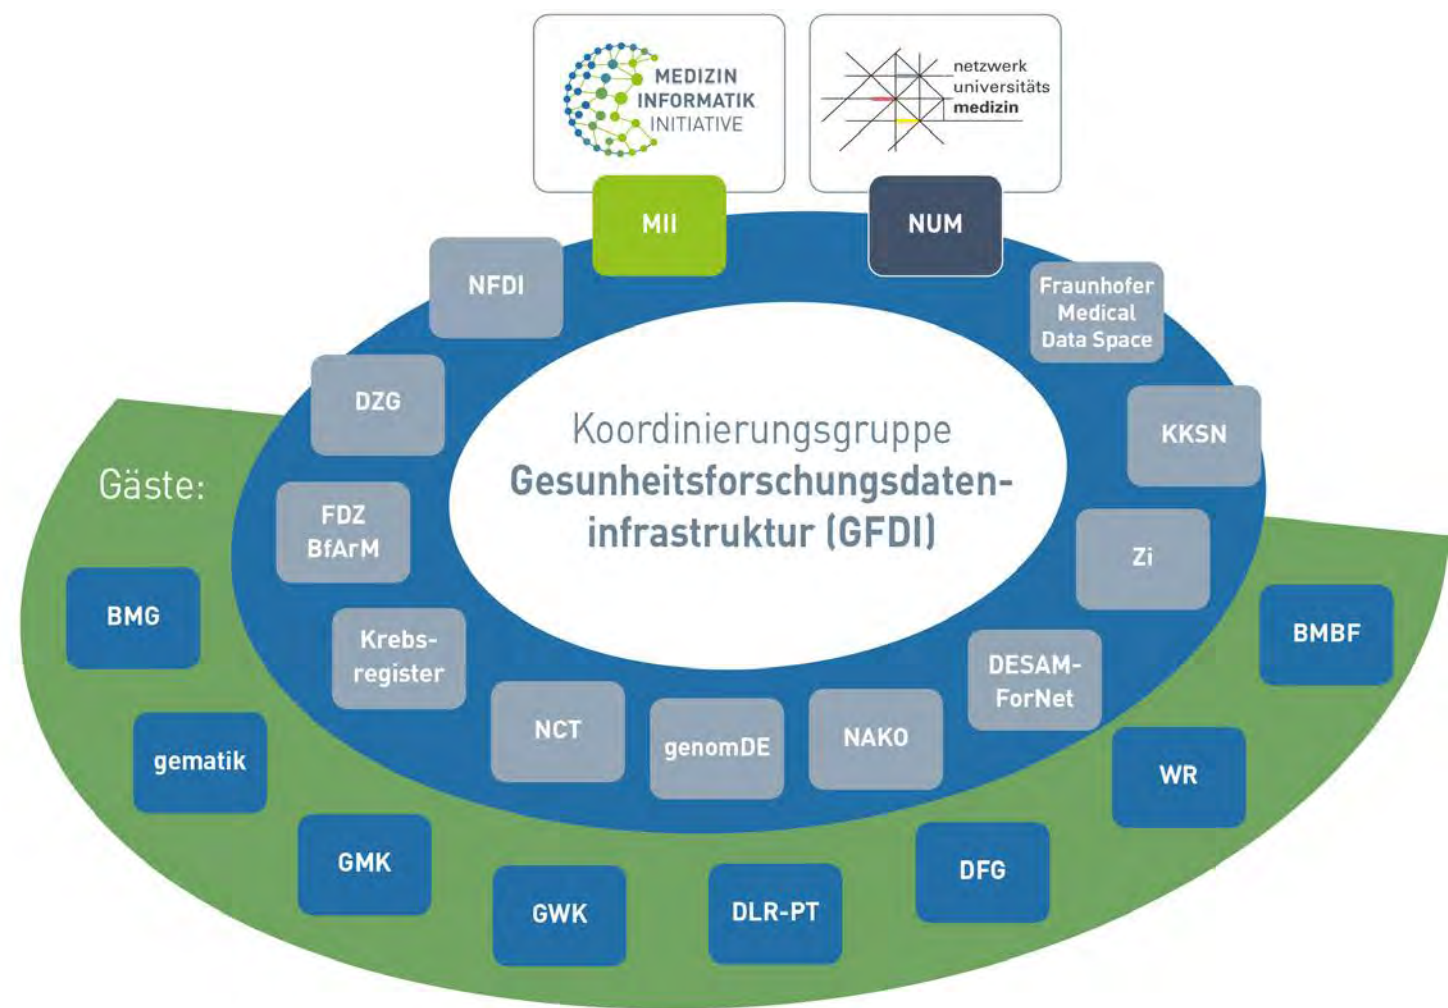 MEDIZIN
INFORMATIK
INITIATIVE
netzwerk
universitäts
medizin
MII
NUM
NFDI
Fraunhofer
Medical
Data Space
DZG
KKSN
Koordinierungsgruppe
Gesunheitsforschungsdaten-
infrastruktur (GFDI)
Gäste:
FDZ
BfArM
Zi
BMG
BMBF
Krebs-
register
DESAM-
ForNet
NCT
genomDE
NAKO
gematik
WR
GMK
DFG
GWK
DLR-PT